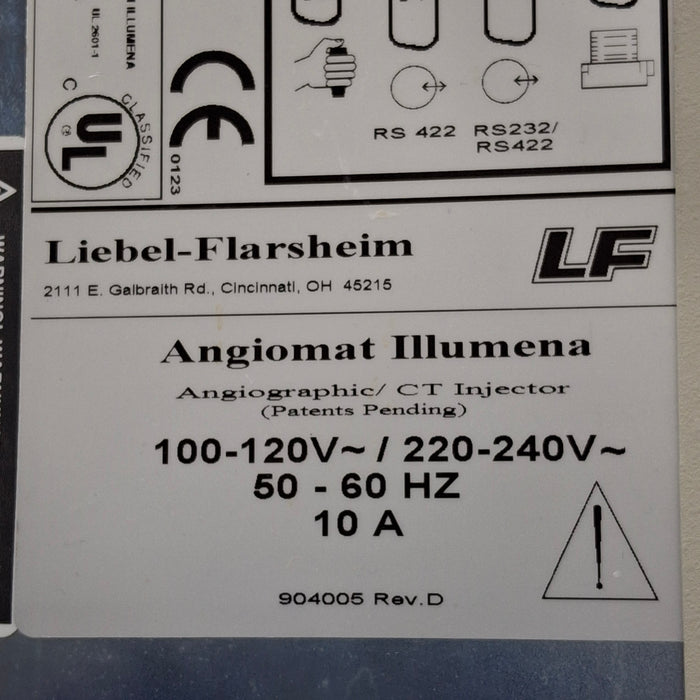 ILLUMENA
UL 2601-1
C
UL
CLASSIFIED
CE
0123
RS 422
RS232/
RS422
Liebel-Flarsheim
LF
2111 E. Galbraith Rd., Cincinnati, OH 45215
Angiomat Illumena
Angiographic/ CT Injector
(Patents Pending)
100-120V~ / 220-240V~
50 - 60 HZ
10 A
!
904005 Rev.D